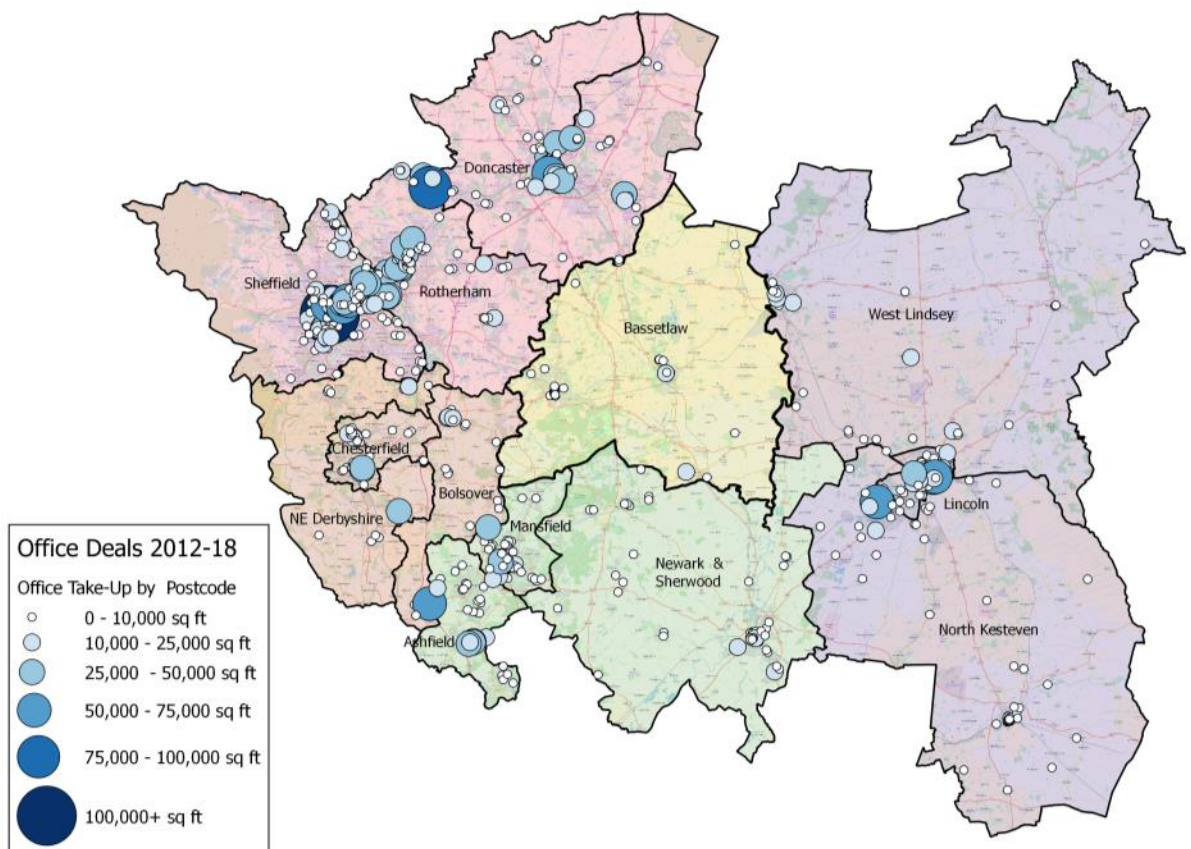 Doncaster
Sheffield
Rotherham
Bassetlaw
West Lindsey
Chesterfield
Bolsover
NE Derbyshire
Mansfield
Lincoln
Newark &
Sherwood
Ashfield
North Kesteven
Office Deals 2012-18
Office Take-Up by Postcode
0 - 10,000 sq ft
10,000 - 25,000 sq ft
25,000 - 50,000 sq ft
50,000 - 75,000 sq ft
75,000 - 100,000 sq ft
100,000+ sq ft